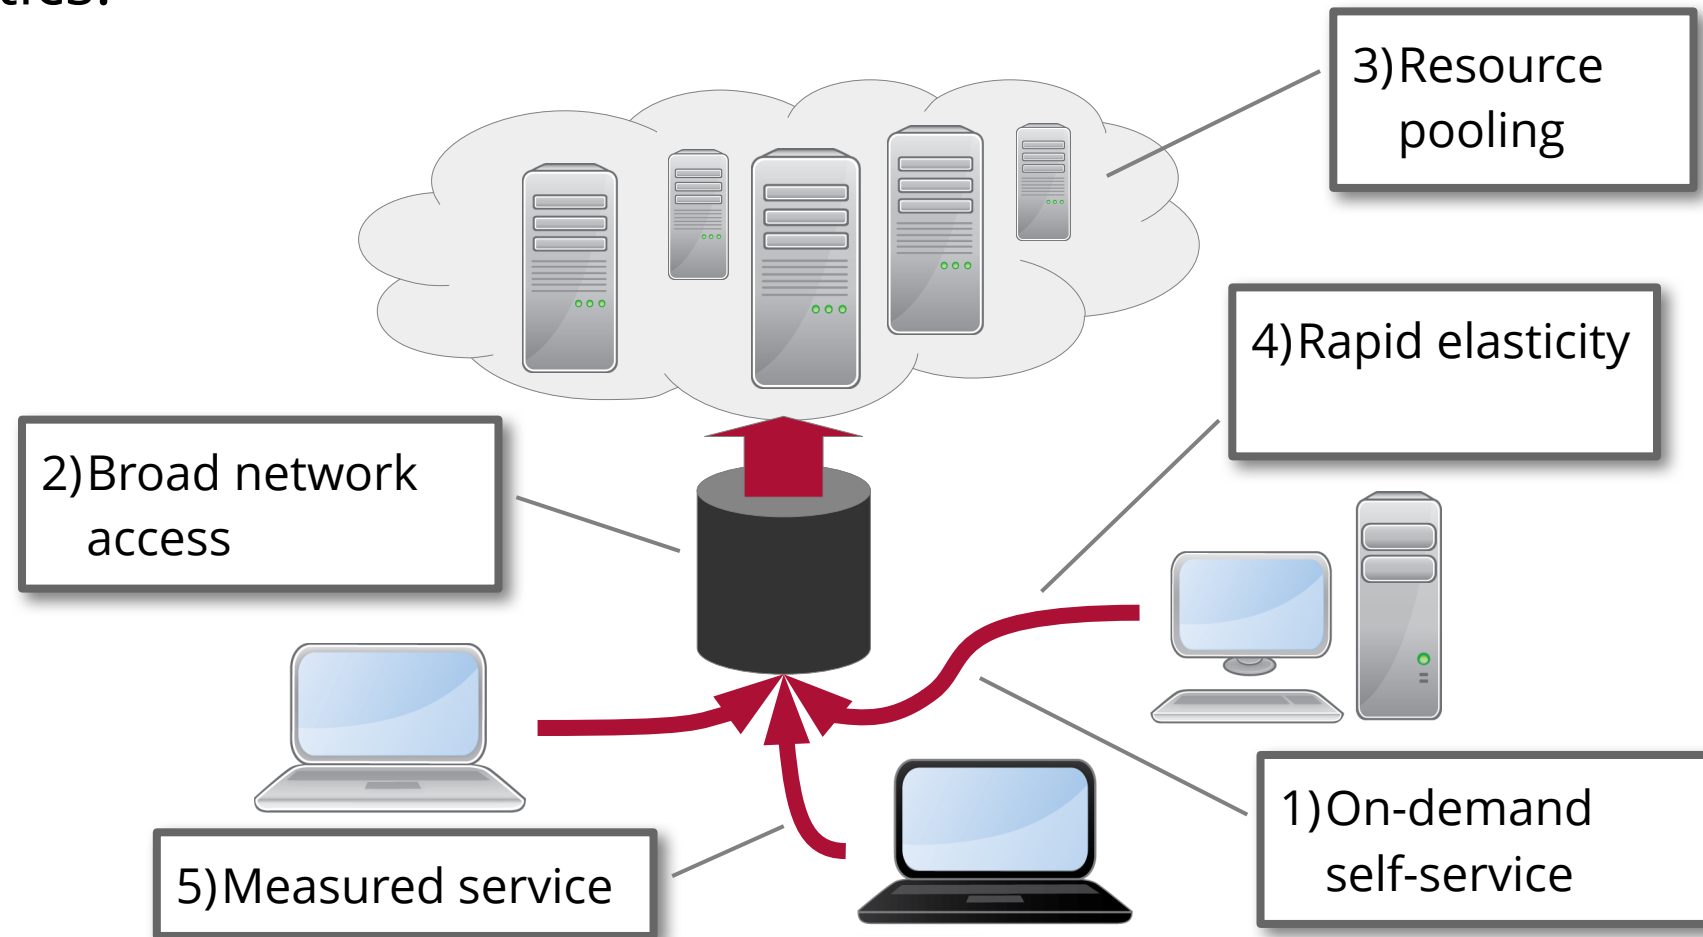 3) Resource
pooling
4) Rapid elasticity
2) Broad network
access
1) On-demand
self-service
5) Measured service